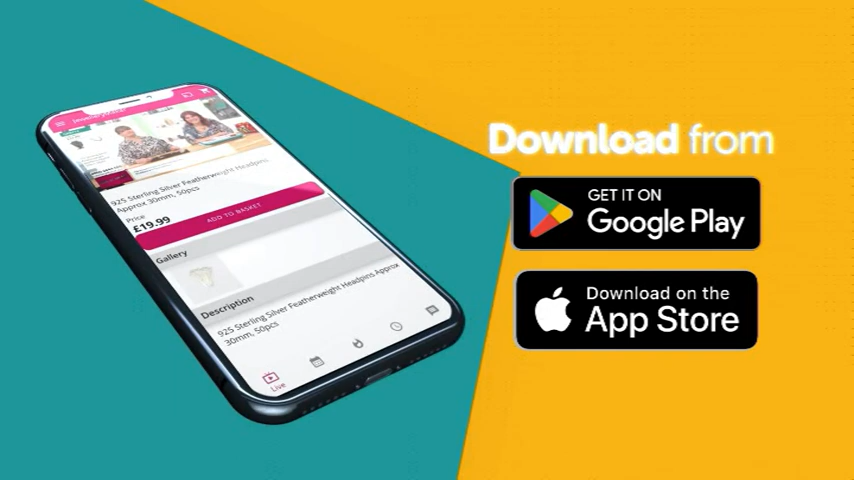 925 Sterling Silver Featherweight Headpins
Approx 30mm, 50pcs
Price
£19.99
ADD TO BASKET
Gallery
Description
925 Sterling Silver Featherweight Headpins Approx
30mm, 50pcs
Live
Download from
GET IT ON
Google Play
Download on the
App Store